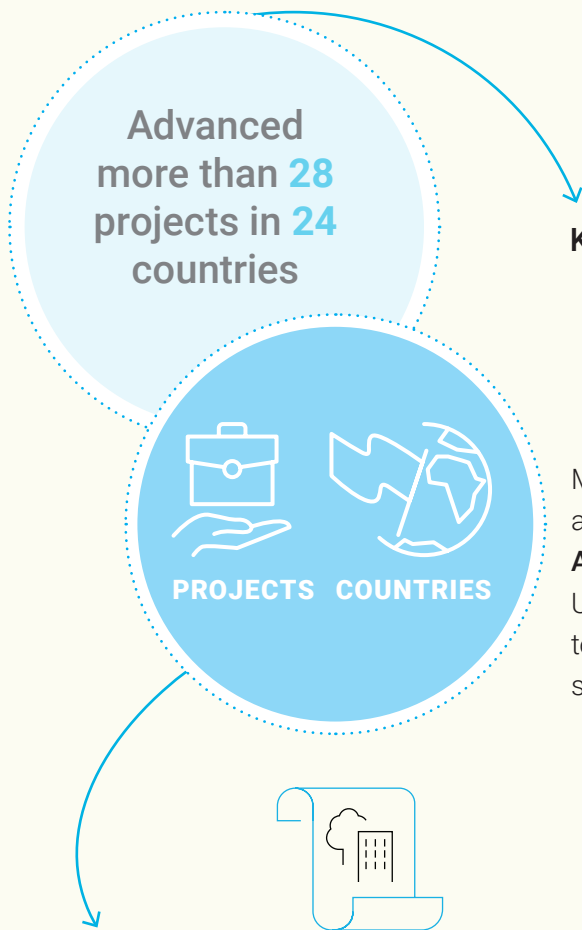 Advanced
more than 28
projects in 24
countries
PROJECTS COUNTRIES